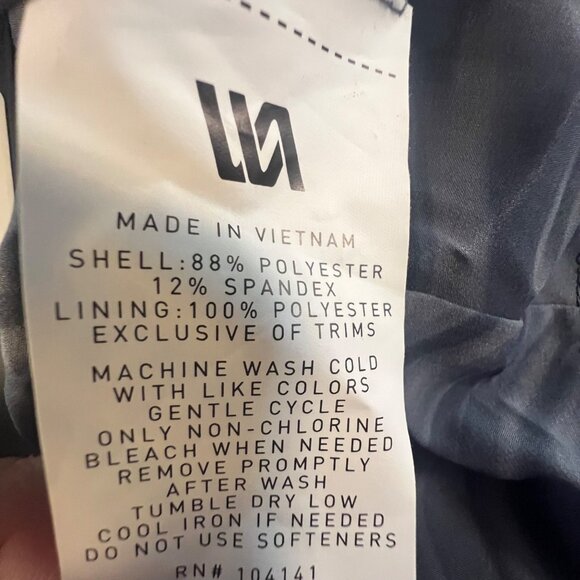 MADE IN VIETNAM
SHELL:88% POLYESTER
12% SPANDEX
LINING:100% POLYESTER
EXCLUSIVE OF TRIMS
MACHINE WASH COLD
WITH LIKE COLORS
GENTLE CYCLE
ONLY NON-CHLORINE
BLEACH WHEN NEEDED
REMOVE PROMPTLY
AFTER WASH
TUMBLE DRY LOW
COOL IRON IF NEEDED
DO NOT USE SOFTENERS
RN# 104141